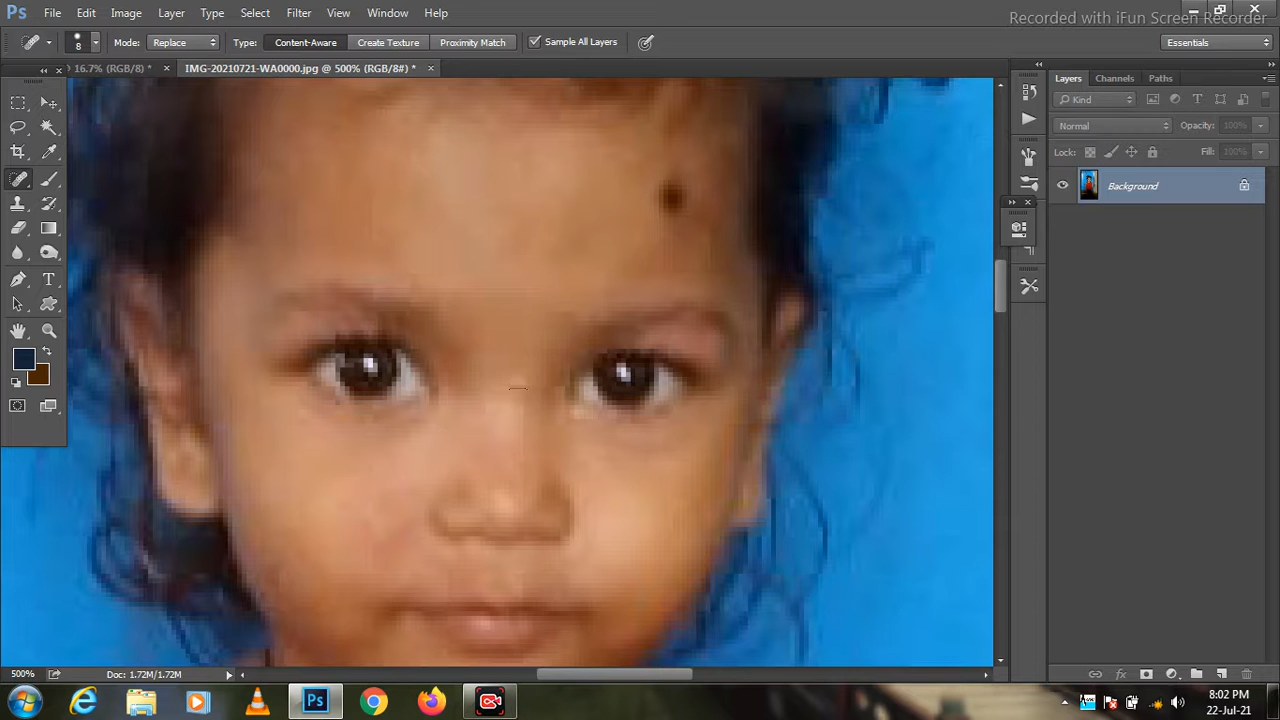 Ps File Edit Image Layer Type Select Filter View Window Help
Recorded with iFun Screen Recorder
8 Mode: Replace Type: Content-Aware Create Texture Proximity Match Sample All Layers Essentials
16.7% (RGB/8) * × IMG-20210721-WA0000.jpg @ 500% (RGB/8#) * ×
Layers Channels Paths
Kind
Normal Opacity: 100%
Lock: Fill: 100%
Background
500% Doc: 1.72M/1.72M
Ps
8:02 PM
22-Jul-21